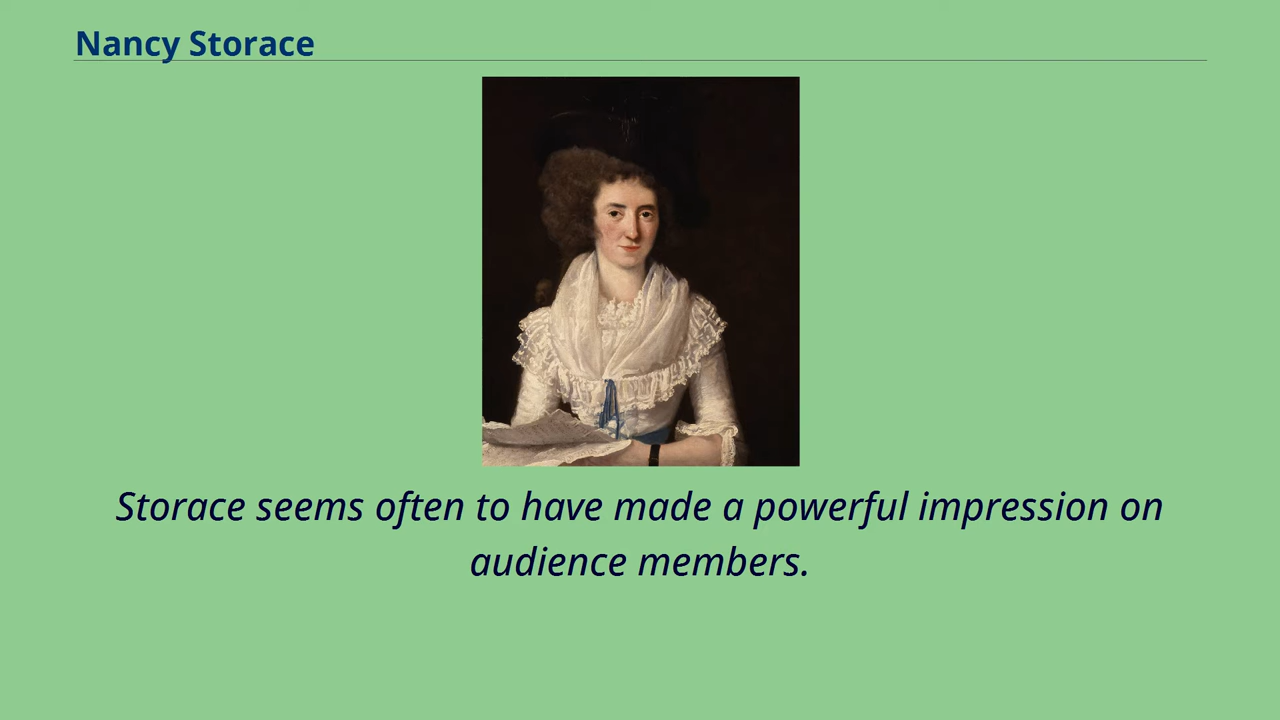 Nancy Storace
Storace seems often to have made a powerful impression on
audience members.